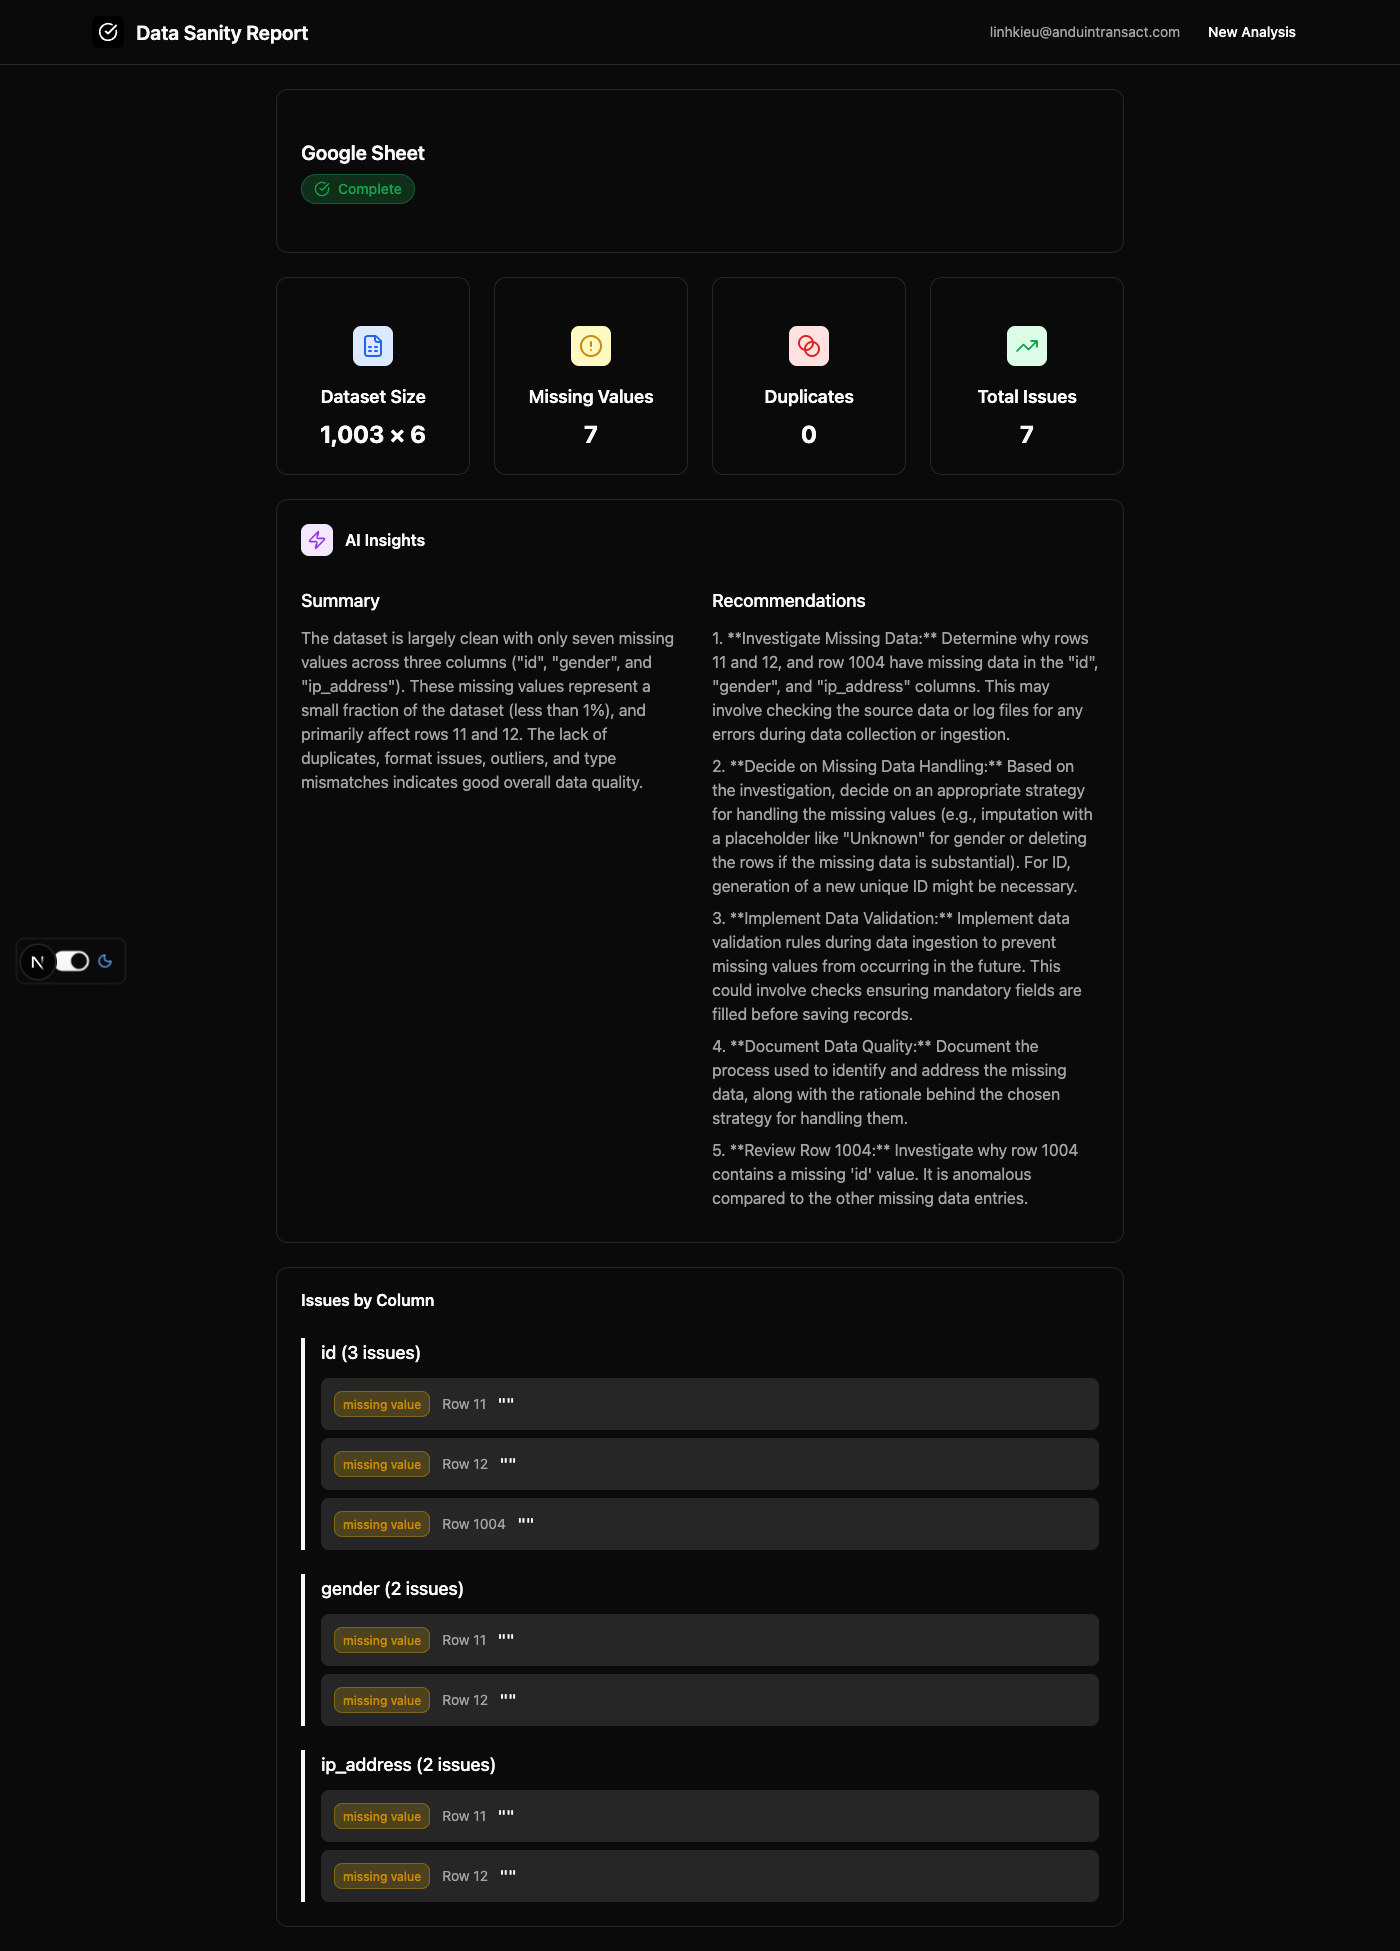 Data Sanity Report
linhkieu@anduintransact.com
New Analysis
Google Sheet
Complete
Dataset Size
1,003 × 6
Missing Values
7
Duplicates
0
Total Issues
7
AI Insights
Summary
The dataset is largely clean with only seven missing
values across three columns ("id", "gender", and
"ip_address"). These missing values represent a
small fraction of the dataset (less than 1%), and
primarily affect rows 11 and 12. The lack of
duplicates, format issues, outliers, and type
mismatches indicates good overall data quality.
Recommendations
1. **Investigate Missing Data:** Determine why rows
11 and 12, and row 1004 have missing data in the "id",
"gender", and "ip_address" columns. This may
involve checking the source data or log files for any
errors during data collection or ingestion.
2. **Decide on Missing Data Handling:** Based on
the investigation, decide on an appropriate strategy
for handling the missing values (e.g., imputation with
a placeholder like "Unknown" for gender or deleting
the rows if the missing data is substantial). For ID,
generation of a new unique ID might be necessary.
3. **Implement Data Validation:** Implement data
validation rules during data ingestion to prevent
missing values from occurring in the future. This
could involve checks ensuring mandatory fields are
filled before saving records.
4. **Document Data Quality:** Document the
process used to identify and address the missing
data, along with the rationale behind the chosen
strategy for handling them.
5. **Review Row 1004:** Investigate why row 1004
contains a missing 'id' value. It is anomalous
compared to the other missing data entries.
N
Issues by Column
id (3 issues)
missing value Row 11 ""
missing value Row 12 ""
missing value Row 1004 ""
gender (2 issues)
missing value Row 11 ""
missing value Row 12 ""
ip_address (2 issues)
missing value Row 11 ""
missing value Row 12 ""